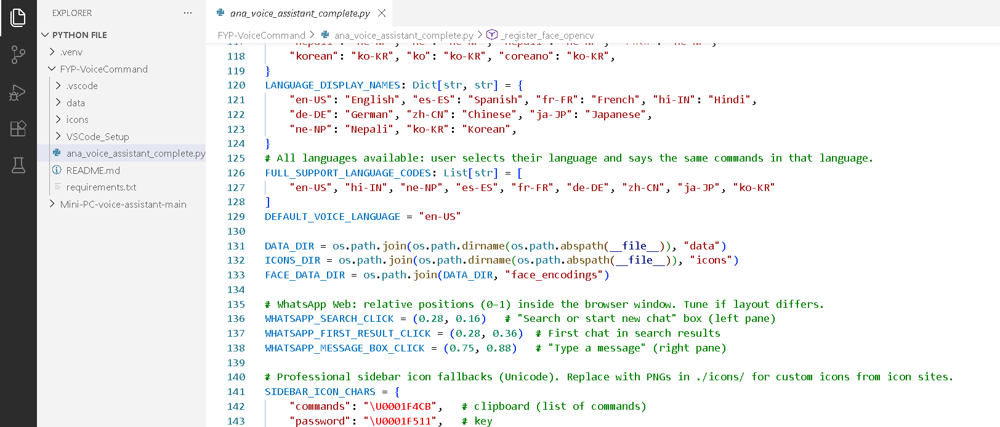 EXPLORER
PYTHON FILE
.venv
FYP-VoiceCommand
.vscode
data
icons
VSCode_Setup
ana_voice_assistant_complete.py
README.md
requirements.txt
Mini-PC-voice-assistant-main
ana_voice_assistant_complete.py
FYP-VoiceCommand > ana_voice_assistant_complete.py > _register_face_opencv
118 "korean": "ko-KR", "ko": "ko-KR", "coreano": "ko-KR",
119 }
120 LANGUAGE_DISPLAY_NAMES: Dict[str, str] = {
121 "en-US": "English", "es-ES": "Spanish", "fr-FR": "French", "hi-IN": "Hindi",
122 "de-DE": "German", "zh-CN": "Chinese", "ja-JP": "Japanese",
123 "ne-NP": "Nepali", "ko-KR": "Korean",
124 }
125 # All languages available: user selects their language and says the same commands in that language.
126 FULL_SUPPORT_LANGUAGE_CODES: List[str] = [
127 "en-US", "hi-IN", "ne-NP", "es-ES", "fr-FR", "de-DE", "zh-CN", "ja-JP", "ko-KR"
128 ]
129 DEFAULT_VOICE_LANGUAGE = "en-US"
130
131 DATA_DIR = os.path.join(os.path.dirname(os.path.abspath(__file__)), "data")
132 ICONS_DIR = os.path.join(os.path.dirname(os.path.abspath(__file__)), "icons")
133 FACE_DATA_DIR = os.path.join(DATA_DIR, "face_encodings")
134
135 # WhatsApp Web: relative positions (0–1) inside the browser window. Tune if layout differs.
136 WHATSAPP_SEARCH_CLICK = (0.28, 0.16) # "Search or start new chat" box (left pane)
137 WHATSAPP_FIRST_RESULT_CLICK = (0.28, 0.36) # First chat in search results
138 WHATSAPP_MESSAGE_BOX_CLICK = (0.75, 0.88) # "Type a message" (right pane)
139
140 # Professional sidebar icon fallbacks (Unicode). Replace with PNGs in ./icons/ for custom icons from icon sites.
141 SIDEBAR_ICON_CHARS = {
142 "commands": "\U0001F4CB", # clipboard (list of commands)
143 "password": "\U0001F511", # key